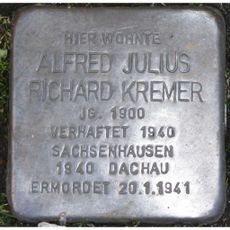 HIER WOHNTE
ALFRED JULIUS
RICHARD KREMER
JG. 1900
VERHAFTET 1940
SACHSENHAUSEN
1940 DACHAU
ERMORDET 20.1.1941